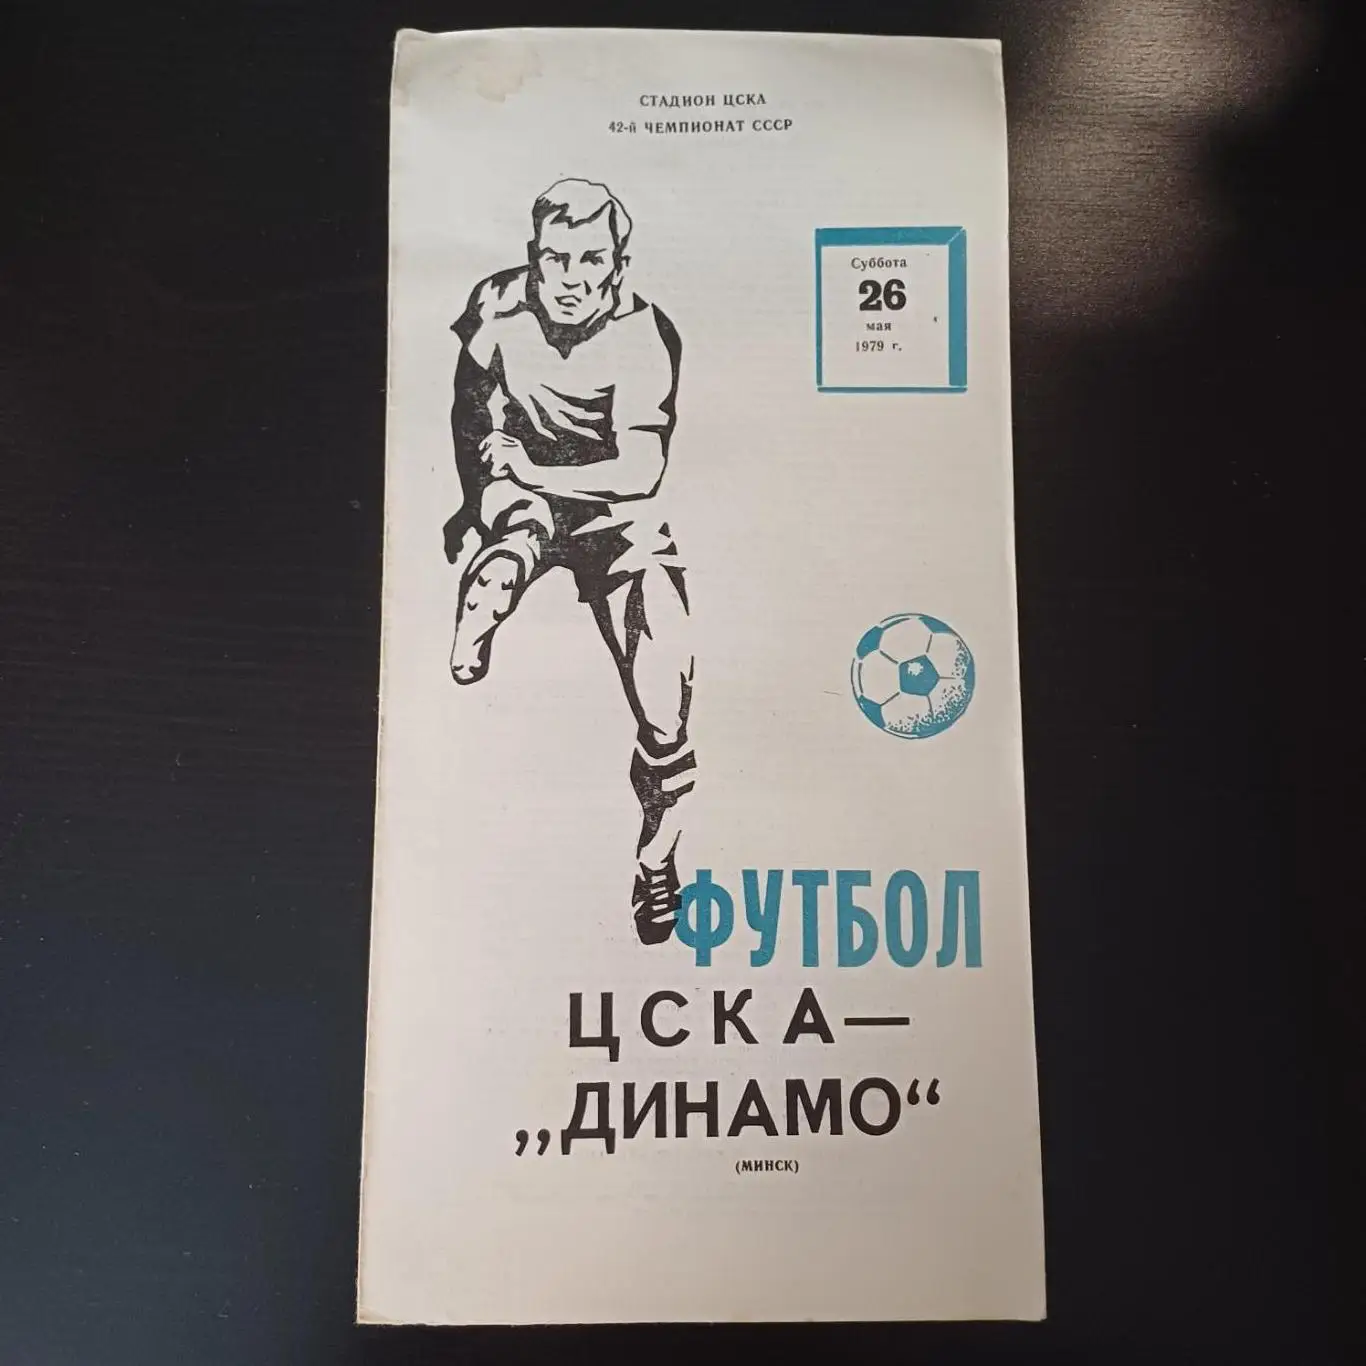 СТАДИОН ЦСКА
42-й ЧЕМПИОНАТ СССР
Суббота
26
мая
1979 г.
ФУТБОЛ
ЦСКА—
„ДИНАМО“
(МИНСК)